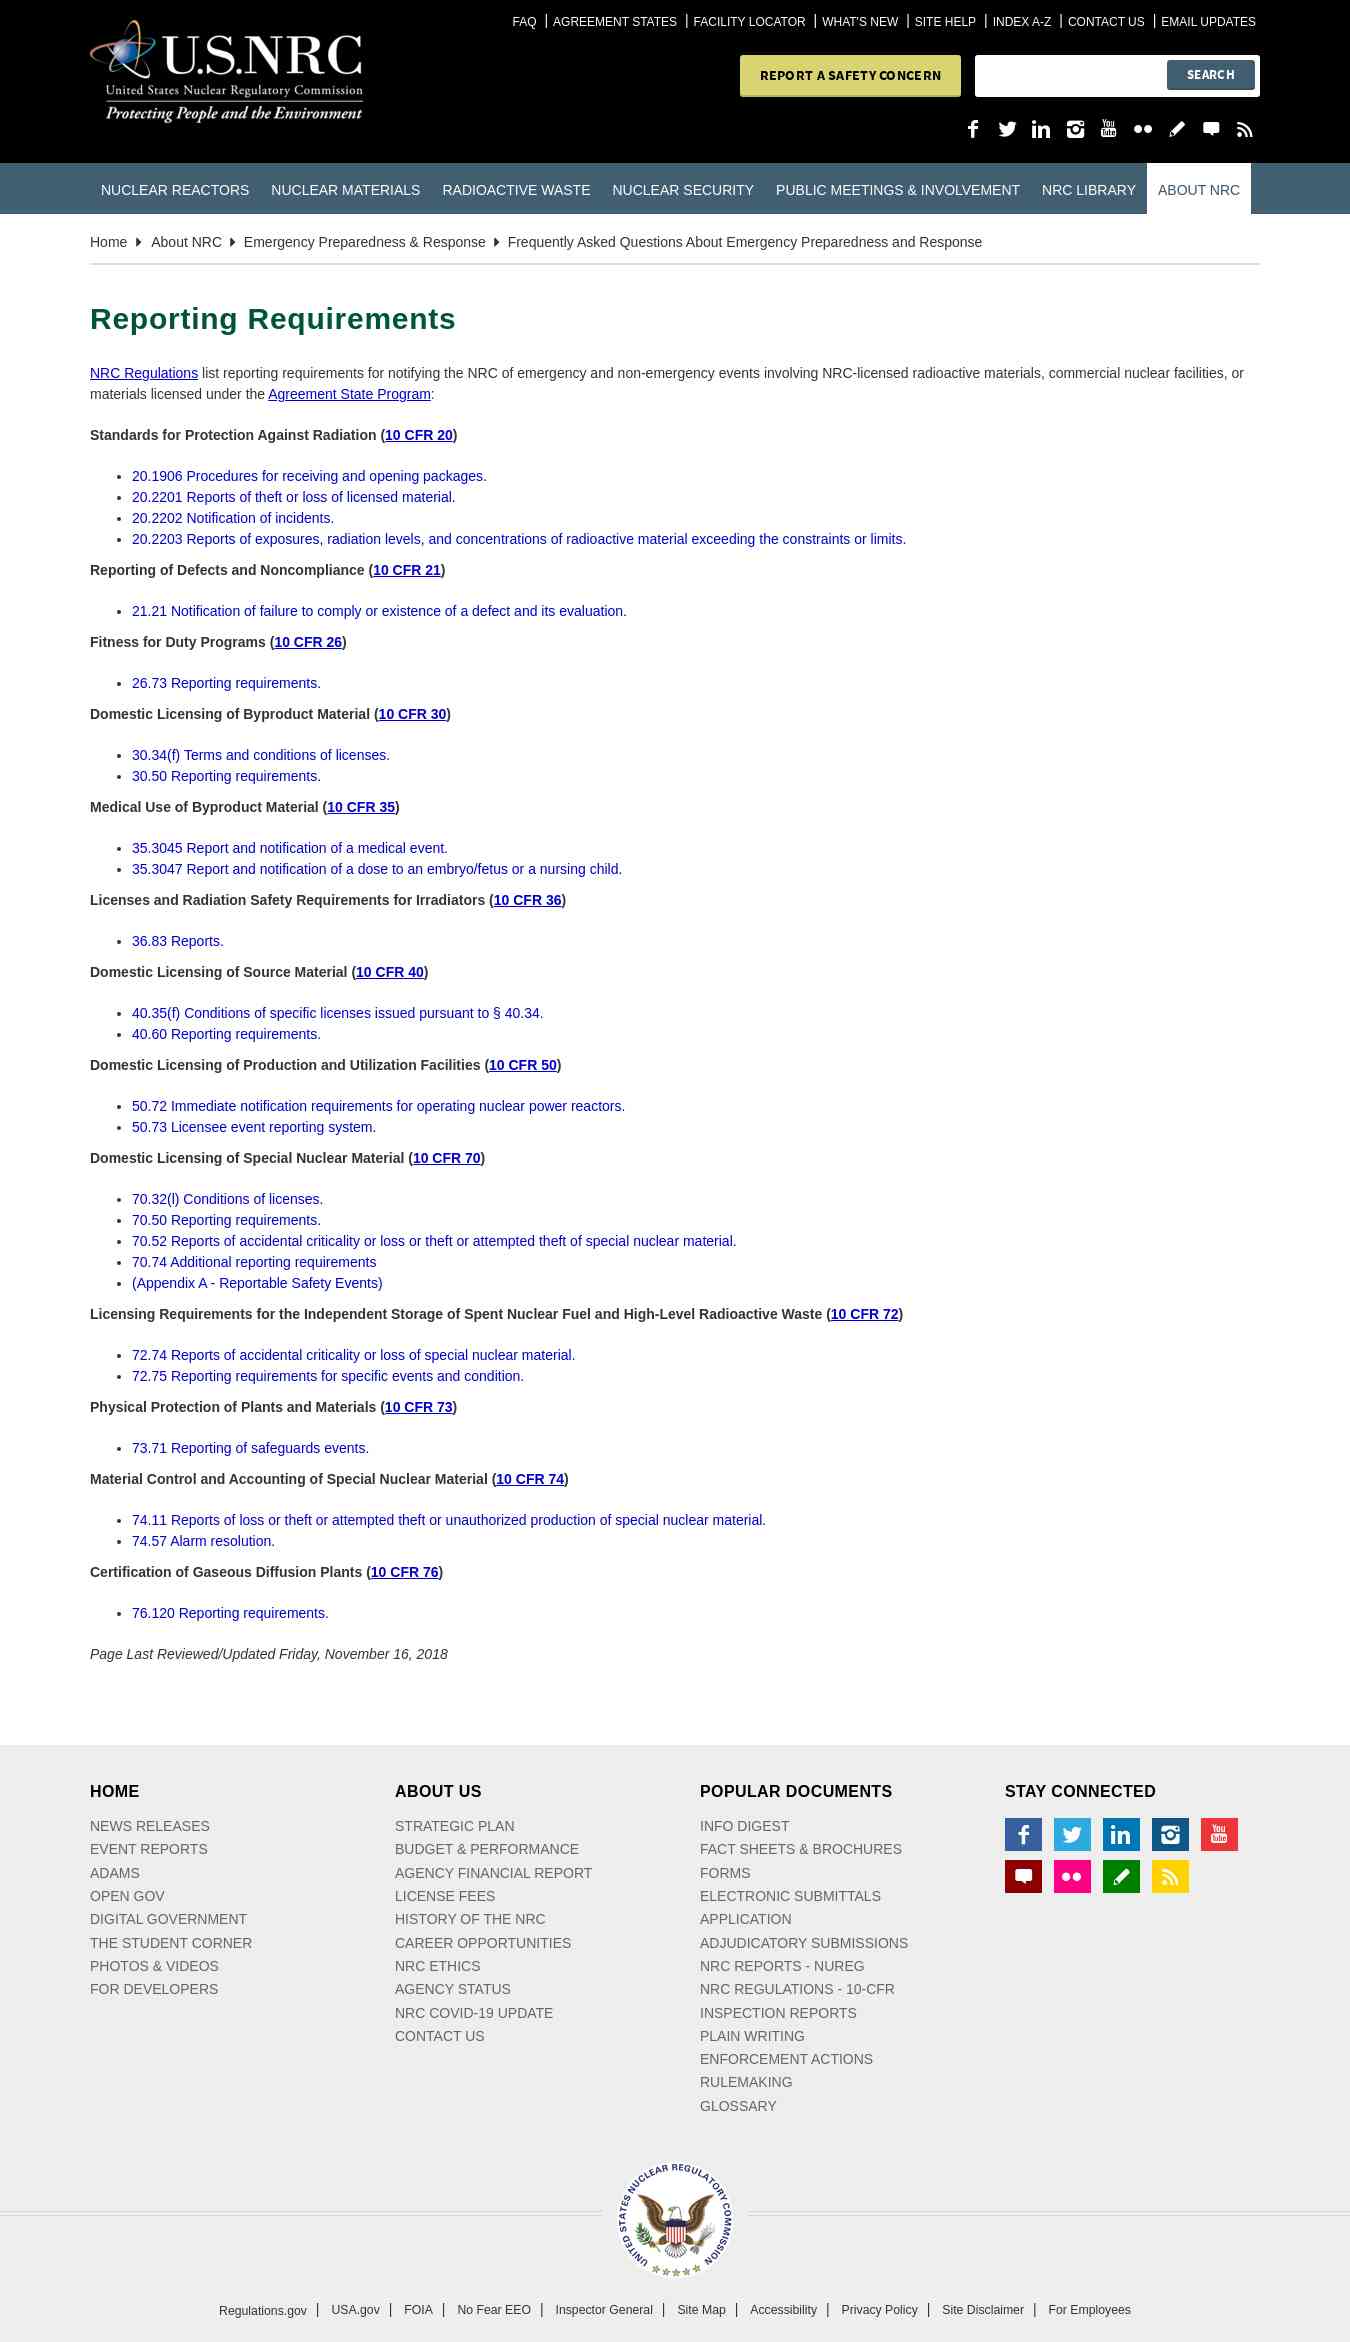 FAQ | AGREEMENT STATES | FACILITY LOCATOR | WHAT'S NEW | SITE HELP | INDEX A-Z | CONTACT US | EMAIL UPDATES
U.S.NRC
United States Nuclear Regulatory Commission
Protecting People and the Environment
REPORT A SAFETY CONCERN
SEARCH
NUCLEAR REACTORS NUCLEAR MATERIALS RADIOACTIVE WASTE NUCLEAR SECURITY PUBLIC MEETINGS & INVOLVEMENT NRC LIBRARY ABOUT NRC
Home About NRC Emergency Preparedness & Response Frequently Asked Questions About Emergency Preparedness and Response
Reporting Requirements
NRC Regulations list reporting requirements for notifying the NRC of emergency and non-emergency events involving NRC-licensed radioactive materials, commercial nuclear facilities, or
materials licensed under the Agreement State Program:
Standards for Protection Against Radiation (10 CFR 20)
• 20.1906 Procedures for receiving and opening packages.
• 20.2201 Reports of theft or loss of licensed material.
• 20.2202 Notification of incidents.
• 20.2203 Reports of exposures, radiation levels, and concentrations of radioactive material exceeding the constraints or limits.
Reporting of Defects and Noncompliance (10 CFR 21)
• 21.21 Notification of failure to comply or existence of a defect and its evaluation.
Fitness for Duty Programs (10 CFR 26)
• 26.73 Reporting requirements.
Domestic Licensing of Byproduct Material (10 CFR 30)
• 30.34(f) Terms and conditions of licenses.
• 30.50 Reporting requirements.
Medical Use of Byproduct Material (10 CFR 35)
• 35.3045 Report and notification of a medical event.
• 35.3047 Report and notification of a dose to an embryo/fetus or a nursing child.
Licenses and Radiation Safety Requirements for Irradiators (10 CFR 36)
• 36.83 Reports.
Domestic Licensing of Source Material (10 CFR 40)
• 40.35(f) Conditions of specific licenses issued pursuant to § 40.34.
• 40.60 Reporting requirements.
Domestic Licensing of Production and Utilization Facilities (10 CFR 50)
• 50.72 Immediate notification requirements for operating nuclear power reactors.
• 50.73 Licensee event reporting system.
Domestic Licensing of Special Nuclear Material (10 CFR 70)
• 70.32(l) Conditions of licenses.
• 70.50 Reporting requirements.
• 70.52 Reports of accidental criticality or loss or theft or attempted theft of special nuclear material.
• 70.74 Additional reporting requirements
• (Appendix A - Reportable Safety Events)
Licensing Requirements for the Independent Storage of Spent Nuclear Fuel and High-Level Radioactive Waste (10 CFR 72)
• 72.74 Reports of accidental criticality or loss of special nuclear material.
• 72.75 Reporting requirements for specific events and condition.
Physical Protection of Plants and Materials (10 CFR 73)
• 73.71 Reporting of safeguards events.
Material Control and Accounting of Special Nuclear Material (10 CFR 74)
• 74.11 Reports of loss or theft or attempted theft or unauthorized production of special nuclear material.
• 74.57 Alarm resolution.
Certification of Gaseous Diffusion Plants (10 CFR 76)
• 76.120 Reporting requirements.
Page Last Reviewed/Updated Friday, November 16, 2018
HOME
NEWS RELEASES
EVENT REPORTS
ADAMS
OPEN GOV
DIGITAL GOVERNMENT
THE STUDENT CORNER
PHOTOS & VIDEOS
FOR DEVELOPERS
ABOUT US
STRATEGIC PLAN
BUDGET & PERFORMANCE
AGENCY FINANCIAL REPORT
LICENSE FEES
HISTORY OF THE NRC
CAREER OPPORTUNITIES
NRC ETHICS
AGENCY STATUS
NRC COVID-19 UPDATE
CONTACT US
POPULAR DOCUMENTS
INFO DIGEST
FACT SHEETS & BROCHURES
FORMS
ELECTRONIC SUBMITTALS
APPLICATION
ADJUDICATORY SUBMISSIONS
NRC REPORTS - NUREG
NRC REGULATIONS - 10-CFR
INSPECTION REPORTS
PLAIN WRITING
ENFORCEMENT ACTIONS
RULEMAKING
GLOSSARY
STAY CONNECTED
UNITED STATES NUCLEAR REGULATORY COMMISSION
Regulations.gov | USA.gov | FOIA | No Fear EEO | Inspector General | Site Map | Accessibility | Privacy Policy | Site Disclaimer | For Employees